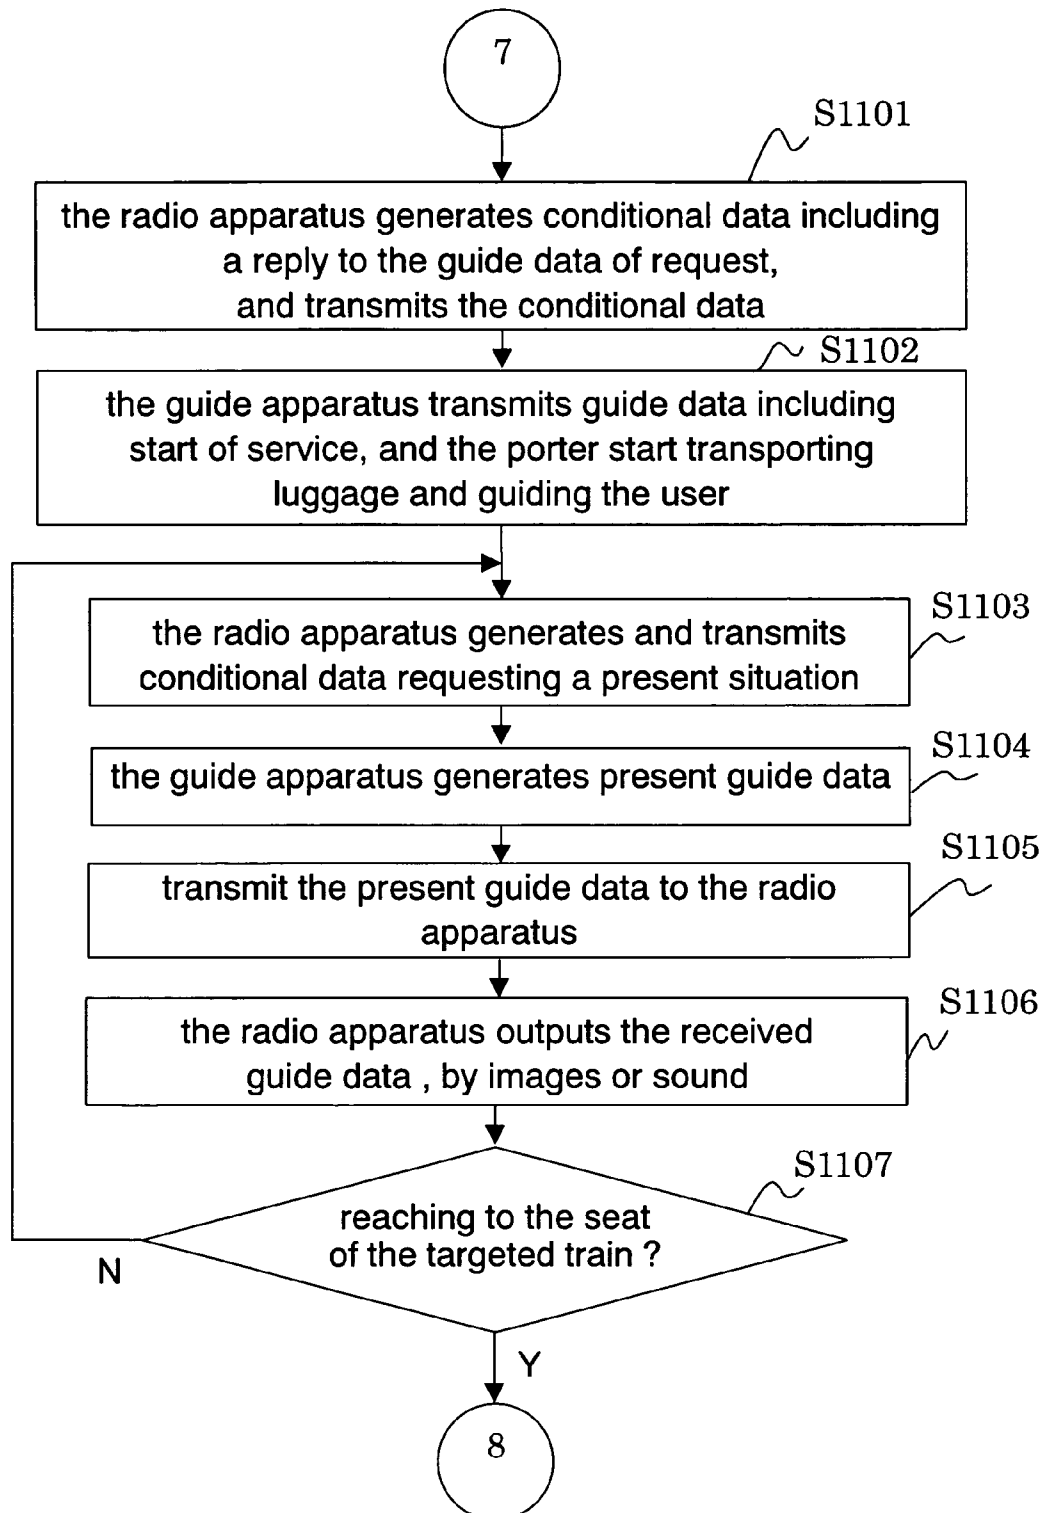 7
S1101
the radio apparatus generates conditional data including
a reply to the guide data of request,
and transmits the conditional data
S1102
the guide apparatus transmits guide data including
start of service, and the porter start transporting
luggage and guiding the user
S1103
the radio apparatus generates and transmits
conditional data requesting a present situation
S1104
the guide apparatus generates present guide data
S1105
transmit the present guide data to the radio
apparatus
S1106
the radio apparatus outputs the received
guide data , by images or sound
S1107
reaching to the seat
of the targeted train ?
N
Y
8